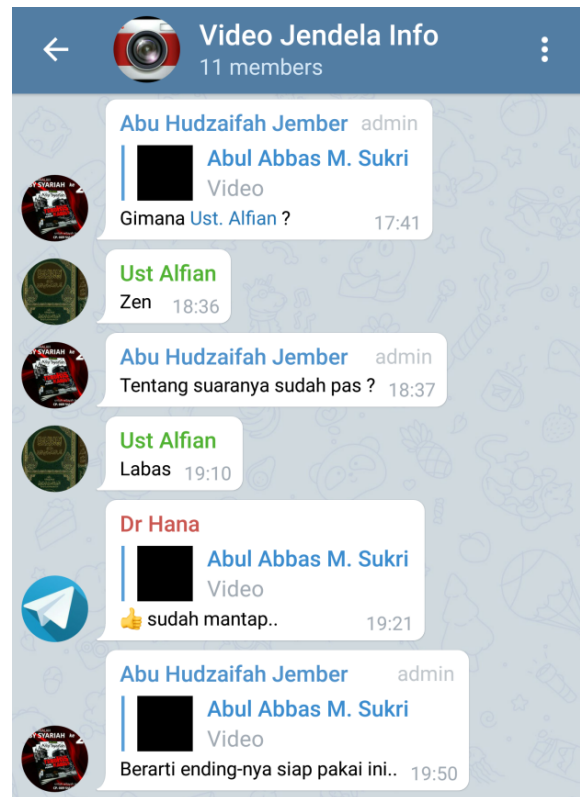 Video Jendela Info
11 members
Abu Hudzaifah Jember admin
Abul Abbas M. Sukri
Video
Gimana Ust. Alfian ? 17:41
Ust Alfian
Zen 18:36
Abu Hudzaifah Jember admin
Tentang suaranya sudah pas ? 18:37
Ust Alfian
Labas 19:10
Dr Hana
Abul Abbas M. Sukri
Video
👍 sudah mantap.. 19:21
Abu Hudzaifah Jember admin
Abul Abbas M. Sukri
Video
Berarti ending-nya siap pakai ini.. 19:50